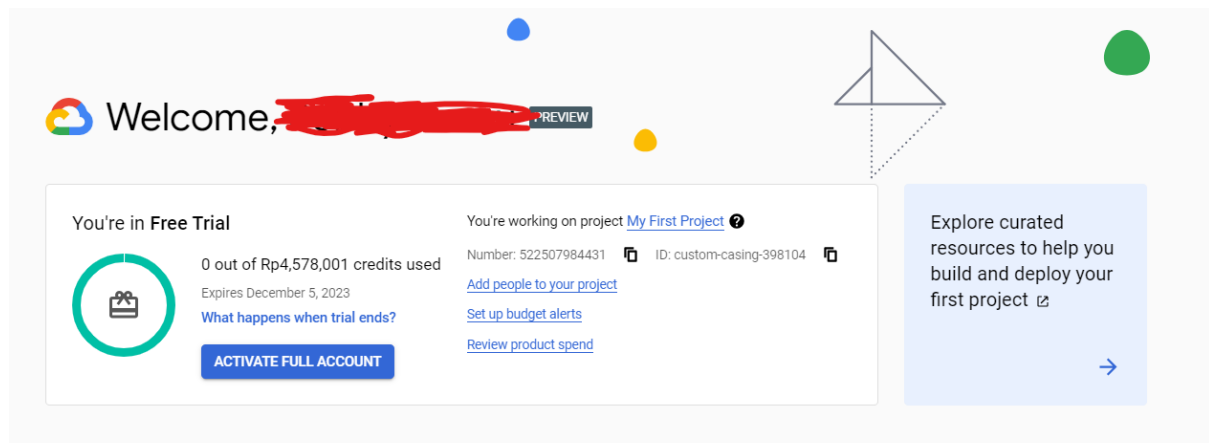 Welcome,
PREVIEW
You're in Free Trial
0 out of Rp4,578,001 credits used
Expires December 5, 2023
What happens when trial ends?
ACTIVATE FULL ACCOUNT
You're working on project My First Project
Number: 522507984431 ID: custom-casing-398104
Add people to your project
Set up budget alerts
Review product spend
Explore curated
resources to help you
build and deploy your
first project